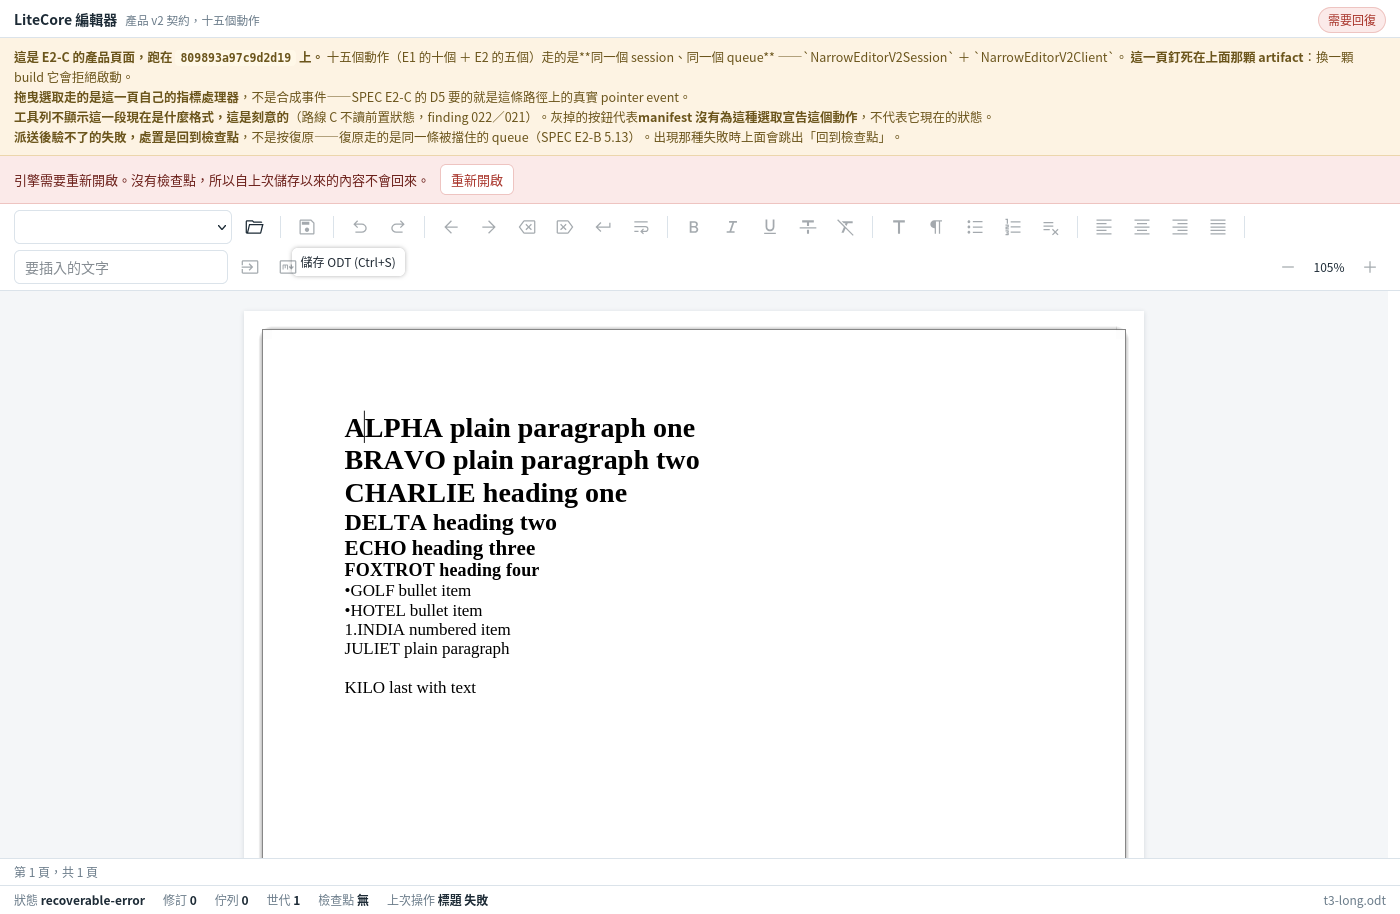 LiteCore 編輯器 產品 v2 契約，十五個動作
需要回復
這是 E2-C 的產品頁面，跑在 809893a97c9d2d19 上。 十五個動作（E1 的十個 ＋ E2 的五個）走的是**同一個 session、同一個 queue** ——`NarrowEditorV2Session` ＋ `NarrowEditorV2Client`。 這一頁釘死在上面那顆 artifact：換一顆
build 它會拒絕啟動。
拖曳選取走的是這一頁自己的指標處理器，不是合成事件——SPEC E2-C 的 D5 要的就是這條路徑上的真實 pointer event。
工具列不顯示這一段現在是什麼格式，這是刻意的（路線 C 不讀前置狀態，finding 022／021）。灰掉的按鈕代表manifest 沒有為這種選取宣告這個動作，不代表它現在的狀態。
派送後驗不了的失敗，處置是回到檢查點，不是按復原——復原走的是同一條被擋住的 queue（SPEC E2-B 5.13）。出現那種失敗時上面會跳出「回到檢查點」。
引擎需要重新開啟。沒有檢查點，所以自上次儲存以來的內容不會回來。 重新開啟
要插入的文字
儲存 ODT (Ctrl+S)
105%
ALPHA plain paragraph one
BRAVO plain paragraph two
CHARLIE heading one
DELTA heading two
ECHO heading three
FOXTROT heading four
•GOLF bullet item
•HOTEL bullet item
1.INDIA numbered item
JULIET plain paragraph
KILO last with text
第 1 頁，共 1 頁
狀態 recoverable-error 修訂 0 佇列 0 世代 1 檢查點 無 上次操作 標題 失敗
t3-long.odt